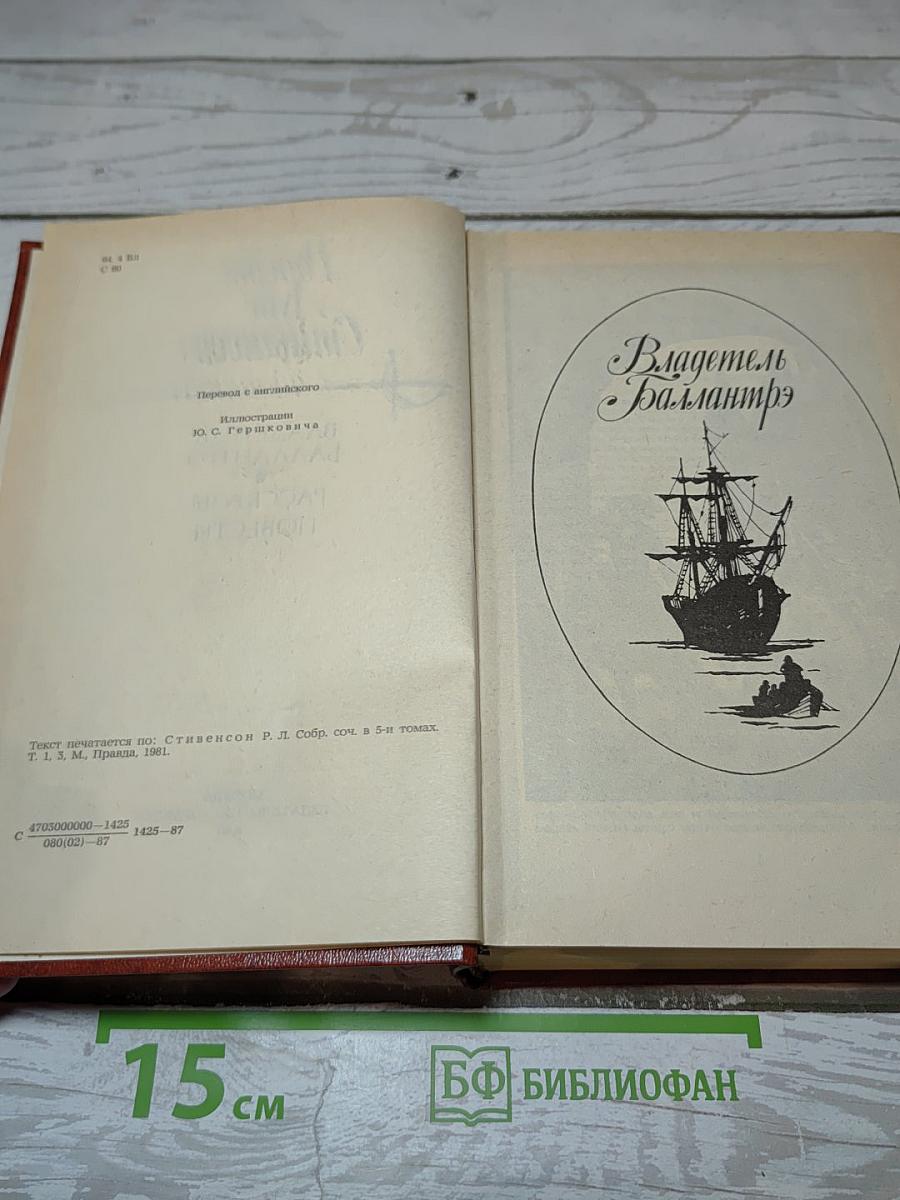 84.4 Вл
С 80
Перевод с английского
Иллюстрации
Ю. С. Гершковича
Текст печатается по: Стивенсон Р. Л. Собр. соч. в 5-и томах.
Т. 1, 3, М., Правда, 1981.
С 4703000000—1425
080(02)—87
1425—87
Владетель
Баллантрэ
15 см
БФ БИБЛИОФАН